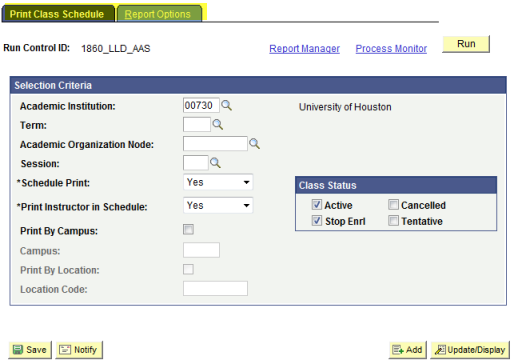 Print Class Schedule Report Options
Run Control ID: 1860_LLD_AAS Report Manager Process Monitor Run
Selection Criteria
Academic Institution: 00730 University of Houston
Term:
Academic Organization Node:
Session:
*Schedule Print: Yes
Class Status
*Print Instructor in Schedule: Yes
Active Cancelled
Stop Enrl Tentative
Print By Campus:
Campus:
Print By Location:
Location Code:
Save Notify Add Update/Display